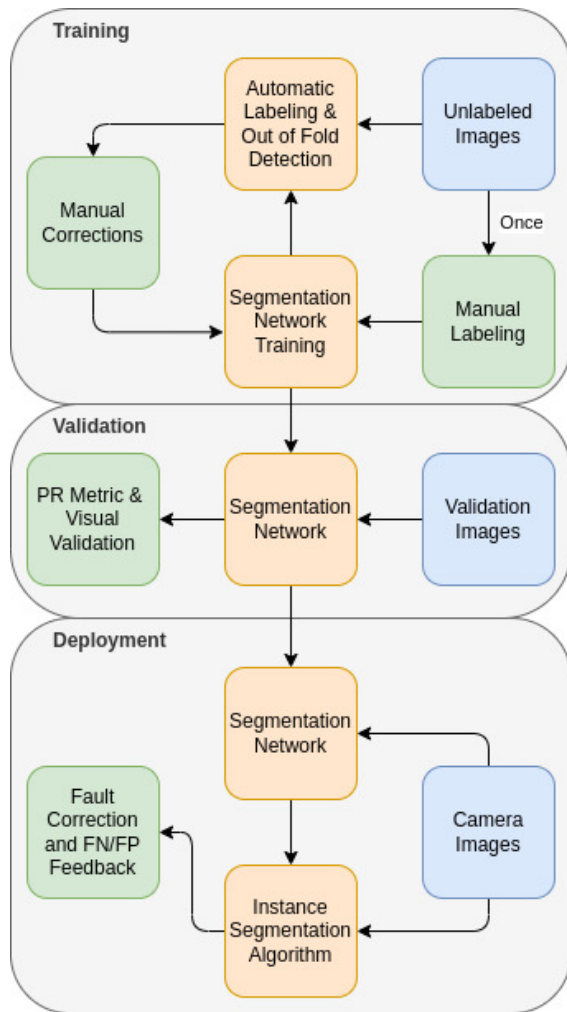 Training
Automatic
Labeling &
Out of Fold
Detection
Unlabeled
Images
Manual
Corrections
Once
Segmentation
Network
Training
Manual
Labeling
Validation
PR Metric &
Visual
Validation
Segmentation
Network
Validation
Images
Deployment
Segmentation
Network
Fault
Correction
and FN/FP
Feedback
Camera
Images
Instance
Segmentation
Algorithm